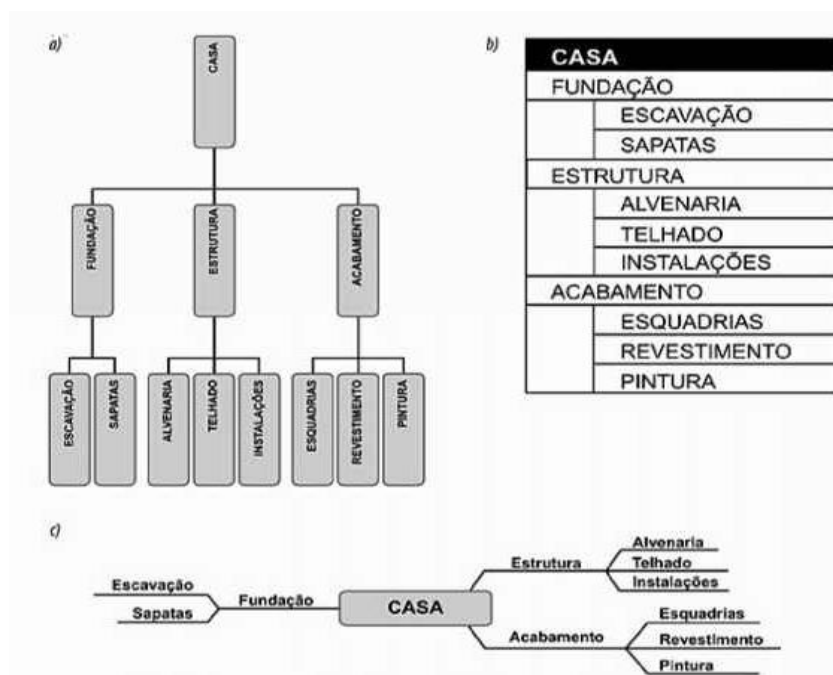 a)
CASA
FUNDAÇÃO
ESTRUTURA
ACABAMENTO
ESCAVAÇÃO
SAPATAS
ALVENARIA
TELHADO
INSTALAÇÕES
ESQUADRIAS
REVESTIMENTO
PINTURA
b)
CASA
FUNDAÇÃO
ESCAVAÇÃO
SAPATAS
ESTRUTURA
ALVENARIA
TELHADO
INSTALAÇÕES
ACABAMENTO
ESQUADRIAS
REVESTIMENTO
PINTURA
c)
Escavação
Sapatas
Fundação
CASA
Estrutura
Alvenaria
Telhado
Instalações
Acabamento
Esquadrias
Revestimento
Pintura